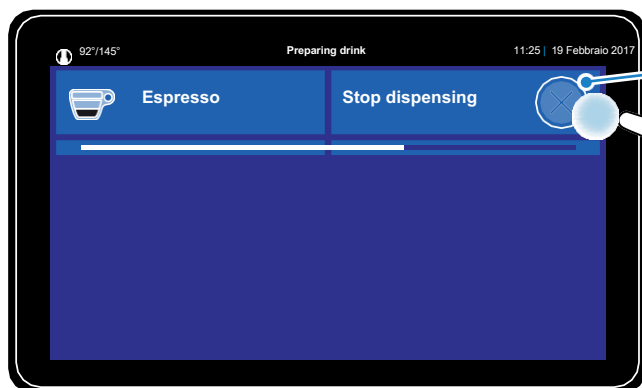 92°/145° Preparing drink 11:25 | 19 Febbraio 2017
Espresso Stop dispensing